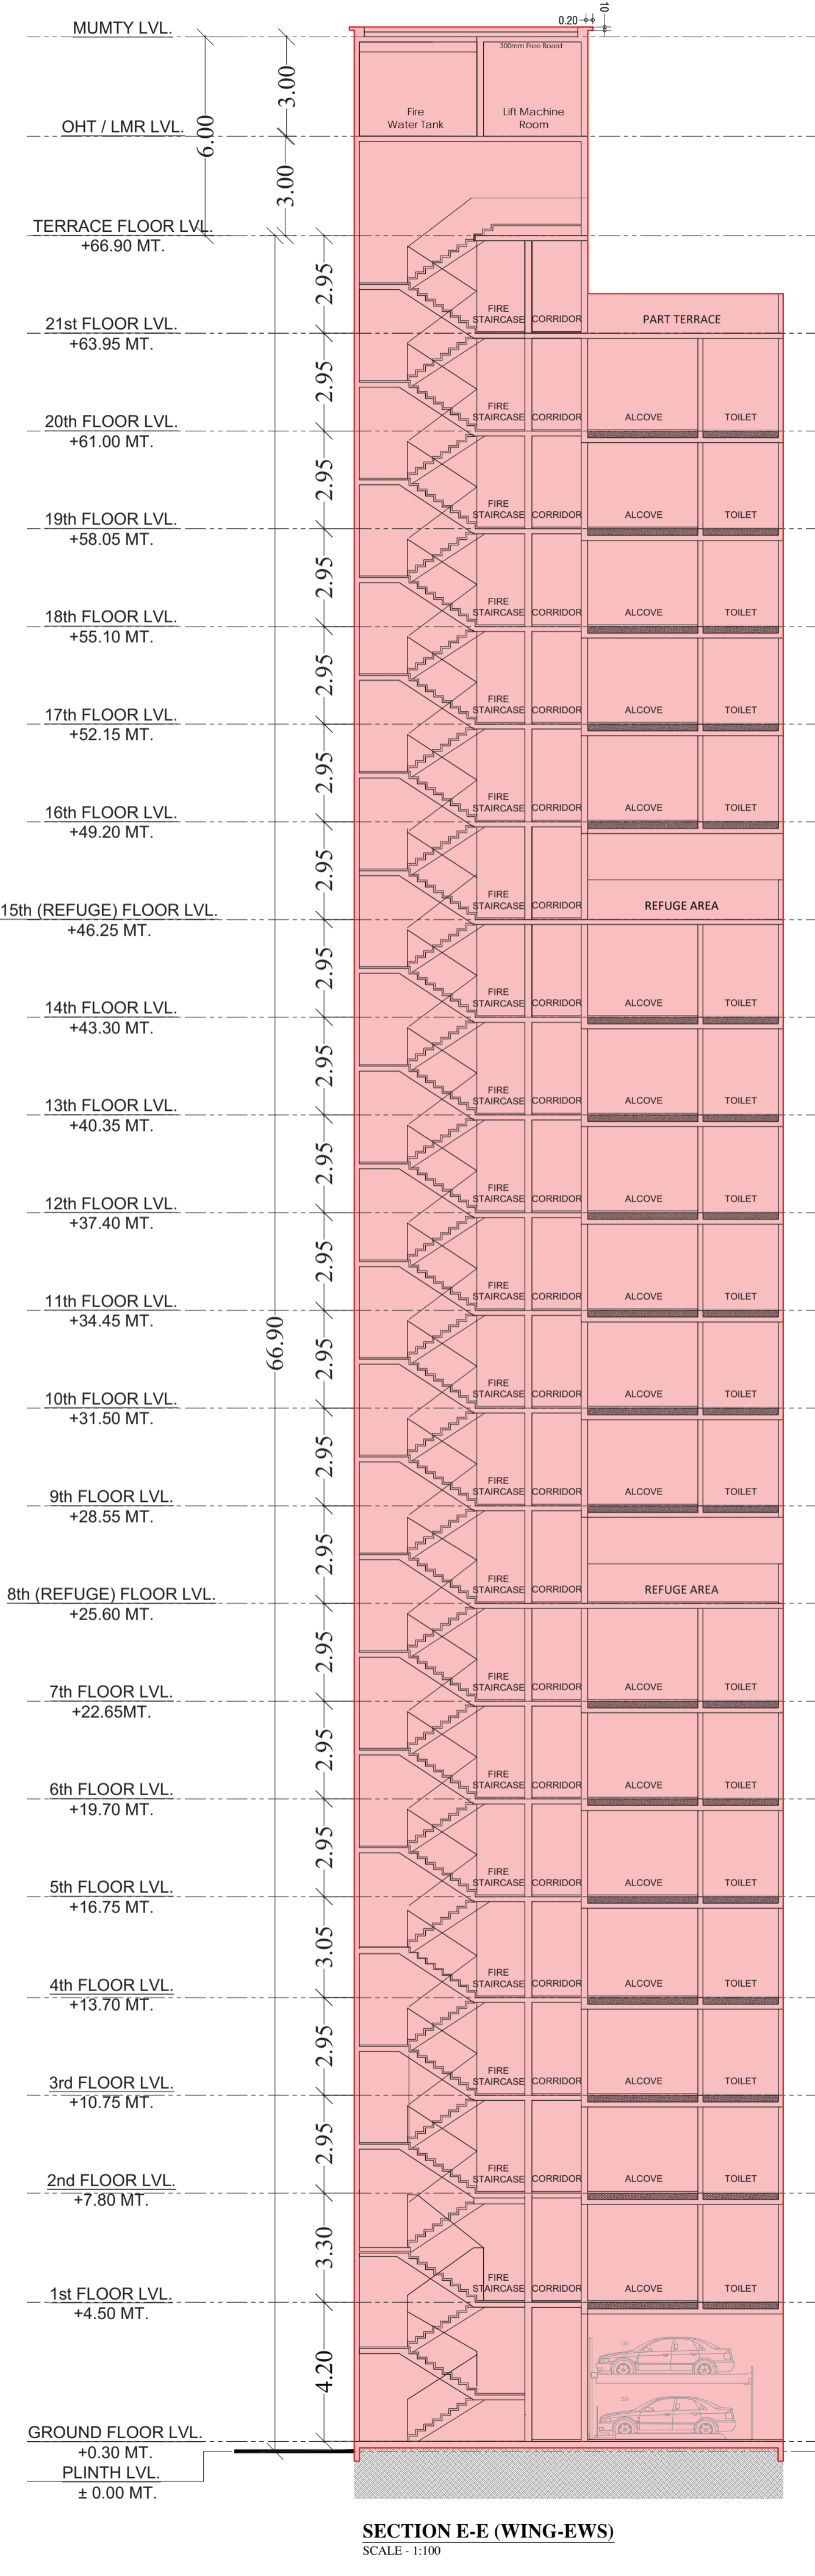 0.20
10
MUMTY LVL.
300mm Free Board
3.00
6.00
Fire
Water Tank
Lift Machine
Room
OHT / LMR LVL.
3.00
TERRACE FLOOR LVL.
+66.90 MT.
2.95
FIRE
STAIRCASE CORRIDOR
PART TERRACE
21st FLOOR LVL.
+63.95 MT.
2.95
FIRE
STAIRCASE CORRIDOR ALCOVE TOILET
20th FLOOR LVL.
+61.00 MT.
2.95
FIRE
STAIRCASE CORRIDOR ALCOVE TOILET
19th FLOOR LVL.
+58.05 MT.
2.95
FIRE
STAIRCASE CORRIDOR ALCOVE TOILET
18th FLOOR LVL.
+55.10 MT.
2.95
FIRE
STAIRCASE CORRIDOR ALCOVE TOILET
17th FLOOR LVL.
+52.15 MT.
2.95
FIRE
STAIRCASE CORRIDOR ALCOVE TOILET
16th FLOOR LVL.
+49.20 MT.
2.95
FIRE
STAIRCASE CORRIDOR REFUGE AREA
15th (REFUGE) FLOOR LVL.
+46.25 MT.
2.95
FIRE
STAIRCASE CORRIDOR ALCOVE TOILET
14th FLOOR LVL.
+43.30 MT.
2.95
FIRE
STAIRCASE CORRIDOR ALCOVE TOILET
13th FLOOR LVL.
+40.35 MT.
2.95
FIRE
STAIRCASE CORRIDOR ALCOVE TOILET
12th FLOOR LVL.
+37.40 MT.
2.95
FIRE
STAIRCASE CORRIDOR ALCOVE TOILET
11th FLOOR LVL.
+34.45 MT.
66.90
2.95
FIRE
STAIRCASE CORRIDOR ALCOVE TOILET
10th FLOOR LVL.
+31.50 MT.
2.95
FIRE
STAIRCASE CORRIDOR ALCOVE TOILET
9th FLOOR LVL.
+28.55 MT.
2.95
FIRE
STAIRCASE CORRIDOR REFUGE AREA
8th (REFUGE) FLOOR LVL.
+25.60 MT.
2.95
FIRE
STAIRCASE CORRIDOR ALCOVE TOILET
7th FLOOR LVL.
+22.65MT.
2.95
FIRE
STAIRCASE CORRIDOR ALCOVE TOILET
6th FLOOR LVL.
+19.70 MT.
2.95
FIRE
STAIRCASE CORRIDOR ALCOVE TOILET
5th FLOOR LVL.
+16.75 MT.
3.05
FIRE
STAIRCASE CORRIDOR ALCOVE TOILET
4th FLOOR LVL.
+13.70 MT.
2.95
FIRE
STAIRCASE CORRIDOR ALCOVE TOILET
3rd FLOOR LVL.
+10.75 MT.
2.95
FIRE
STAIRCASE CORRIDOR ALCOVE TOILET
2nd FLOOR LVL.
+7.80 MT.
3.30
FIRE
STAIRCASE CORRIDOR ALCOVE TOILET
1st FLOOR LVL.
+4.50 MT.
4.20
GROUND FLOOR LVL.
+0.30 MT.
PLINTH LVL.
± 0.00 MT.
SECTION E-E (WING-EWS)
SCALE - 1:100